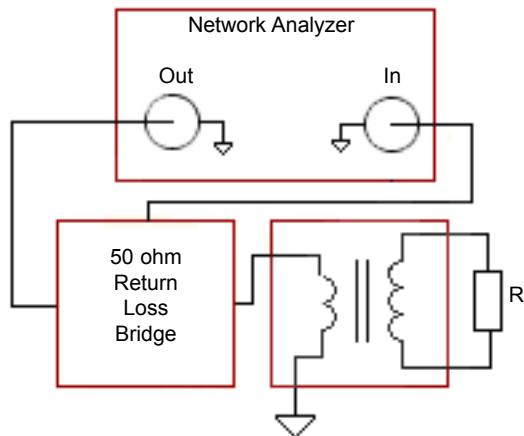 Network Analyzer
Out
In
50 ohm
Return
Loss
Bridge
R